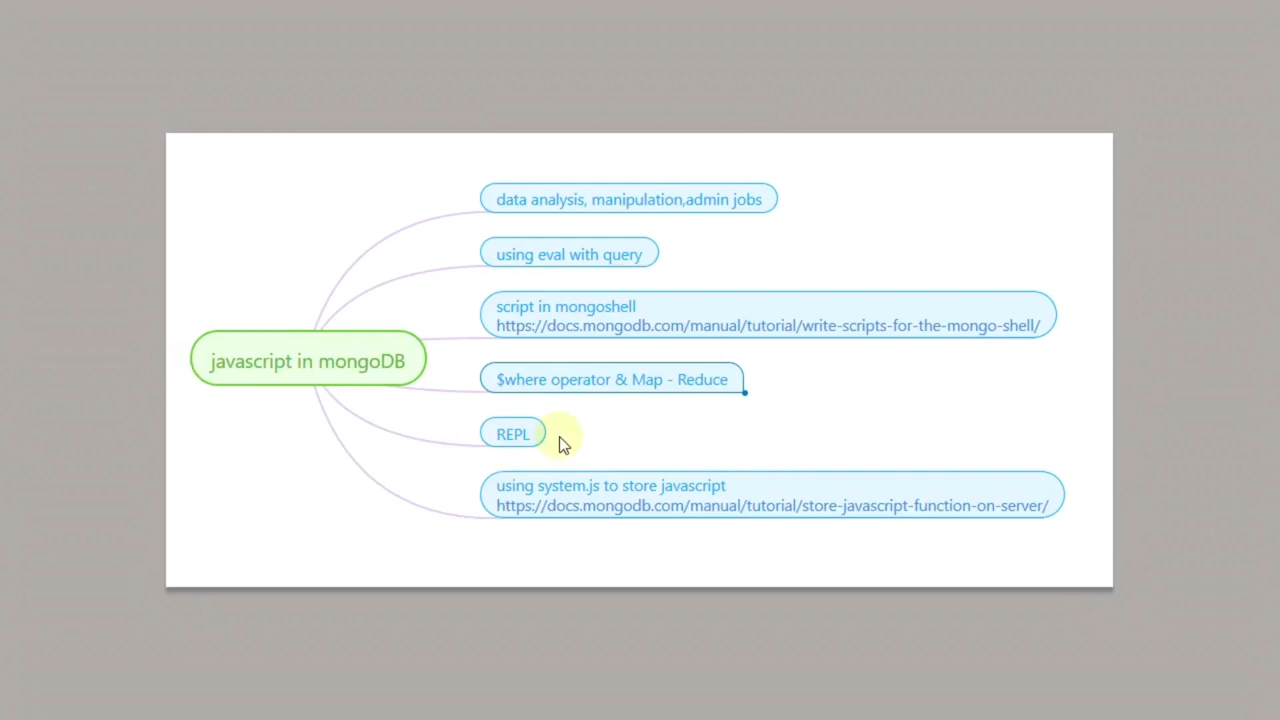 data analysis, manipulation,admin jobs
using eval with query
script in mongoshell
https://docs.mongodb.com/manual/tutorial/write-scripts-for-the-mongo-shell/
javascript in mongoDB
$where operator & Map - Reduce
REPL
using system.js to store javascript
https://docs.mongodb.com/manual/tutorial/store-javascript-function-on-server/